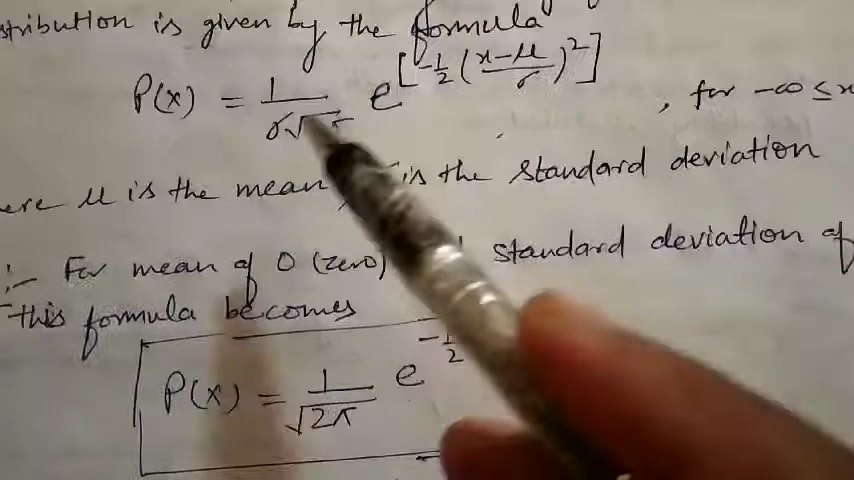 stribution is given by the formula
P(x) = 1/σ√ e^[-1/2 (x-μ/σ)²] , for -∞ ≤ x
ere μ is the mean is the standard deviation
:- For mean of 0 (zero) standard deviation of
this formula becomes
P(x) = 1/√2π e^-1/2